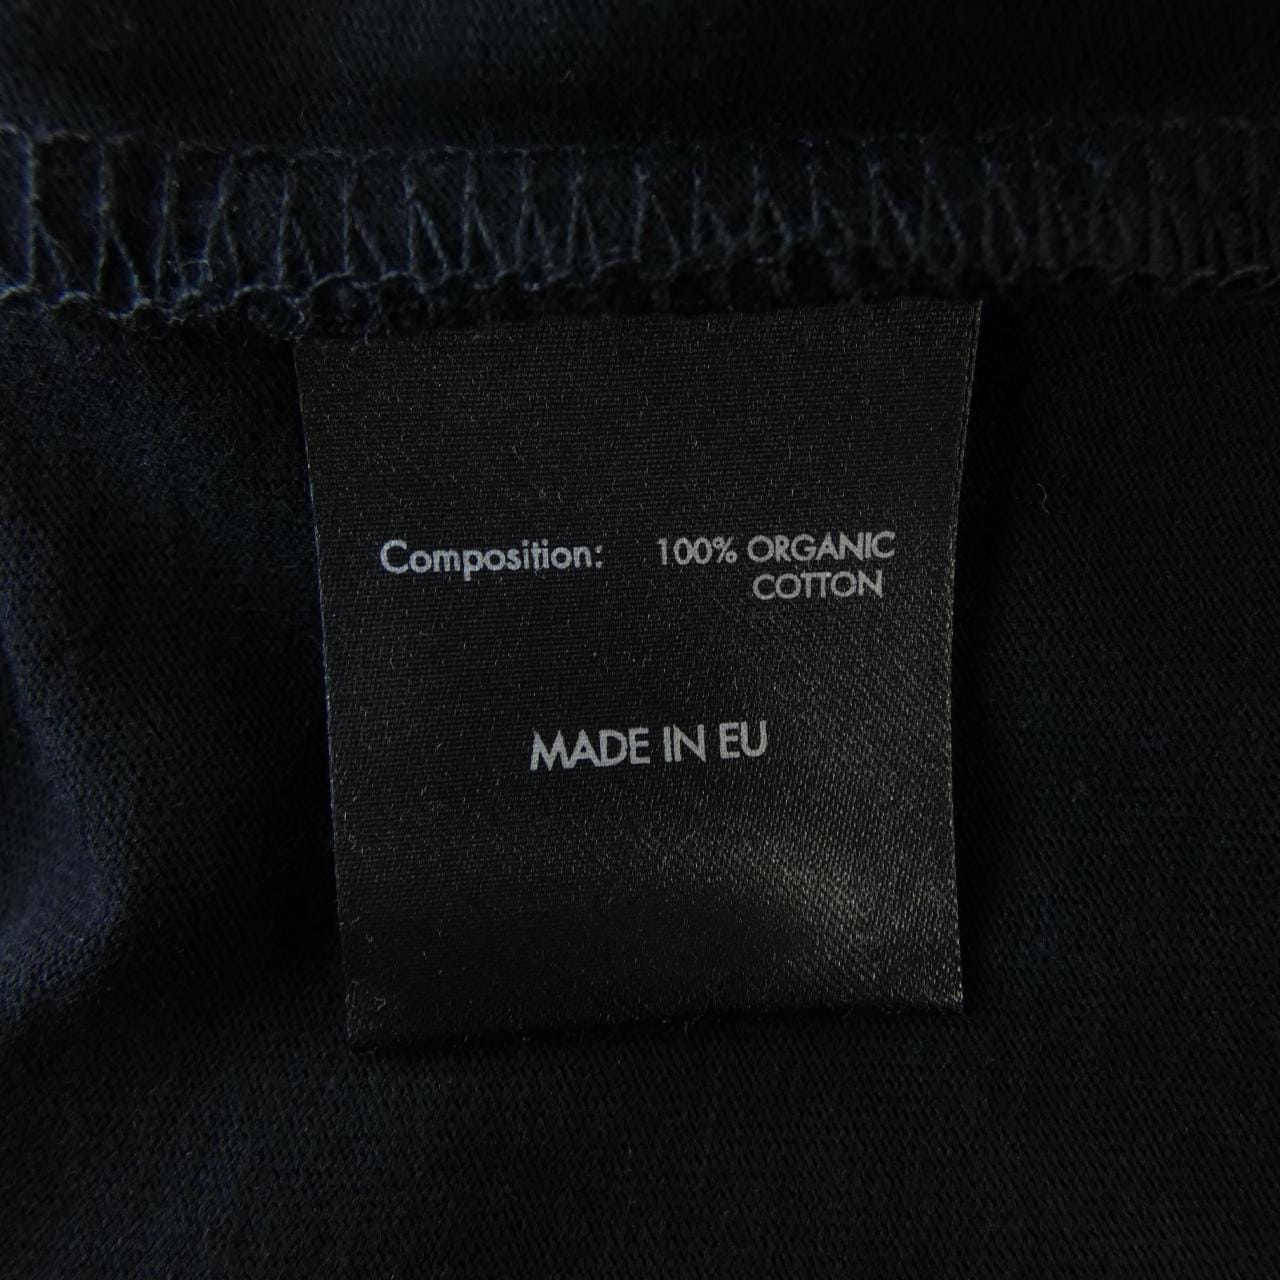 Composition: 100% ORGANIC
COTTON
MADE IN EU